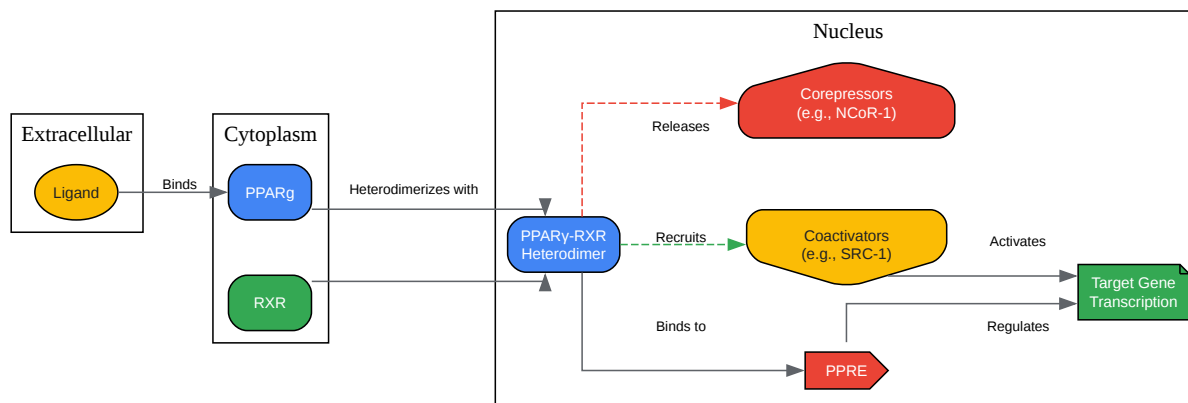 Nucleus
Extracellular
Cytoplasm
Ligand
Binds
PPARg
RXR
Heterodimerizes with
PPARγ-RXR
Heterodimer
Releases
Corepressors
(e.g., NCoR-1)
Recruits
Coactivators
(e.g., SRC-1)
Activates
Binds to
PPRE
Regulates
Target Gene
Transcription